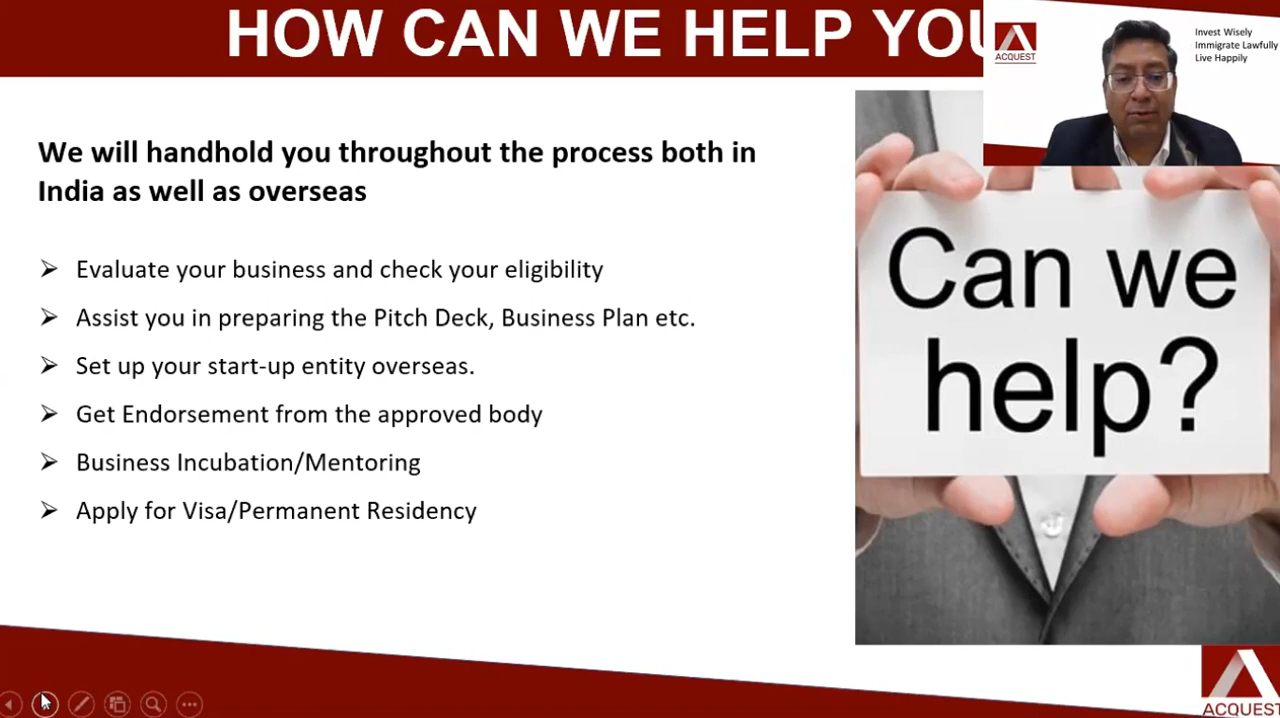 HOW CAN WE HELP YOU
ACQUEST
Invest Wisely
Immigrate Lawfully
Live Happily
We will handhold you throughout the process both in
India as well as overseas
➢ Evaluate your business and check your eligibility
➢ Assist you in preparing the Pitch Deck, Business Plan etc.
➢ Set up your start-up entity overseas.
➢ Get Endorsement from the approved body
➢ Business Incubation/Mentoring
➢ Apply for Visa/Permanent Residency
Can we
help?
ACQUEST